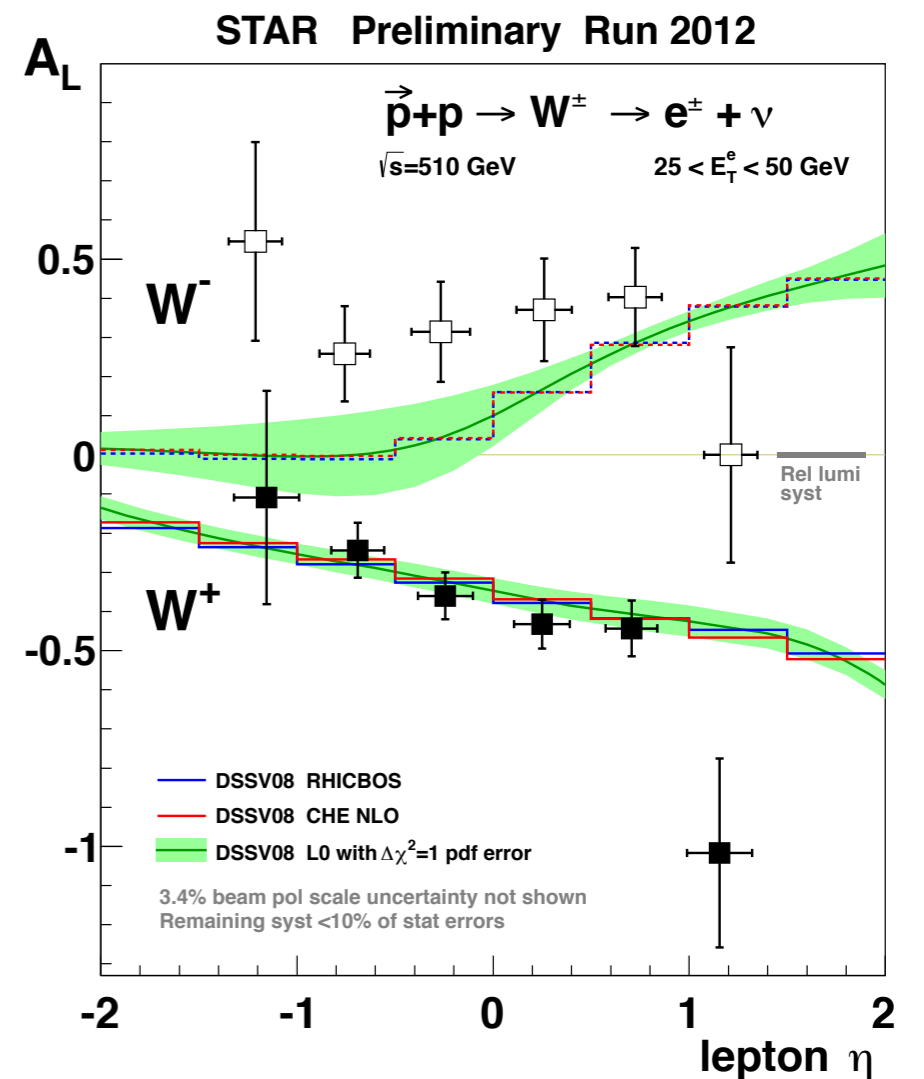 STAR Preliminary Run 2012
A_L
p⃗+p → W± → e± + ν
√s=510 GeV
25 < E_T^e < 50 GeV
0.5
W⁻
0
Rel lumi
syst
W⁺
-0.5
DSSV08 RHICBOS
DSSV08 CHE NLO
-1
DSSV08 L0 with Δχ²=1 pdf error
3.4% beam pol scale uncertainty not shown
Remaining syst <10% of stat errors
-2 -1 0 1 2
lepton η